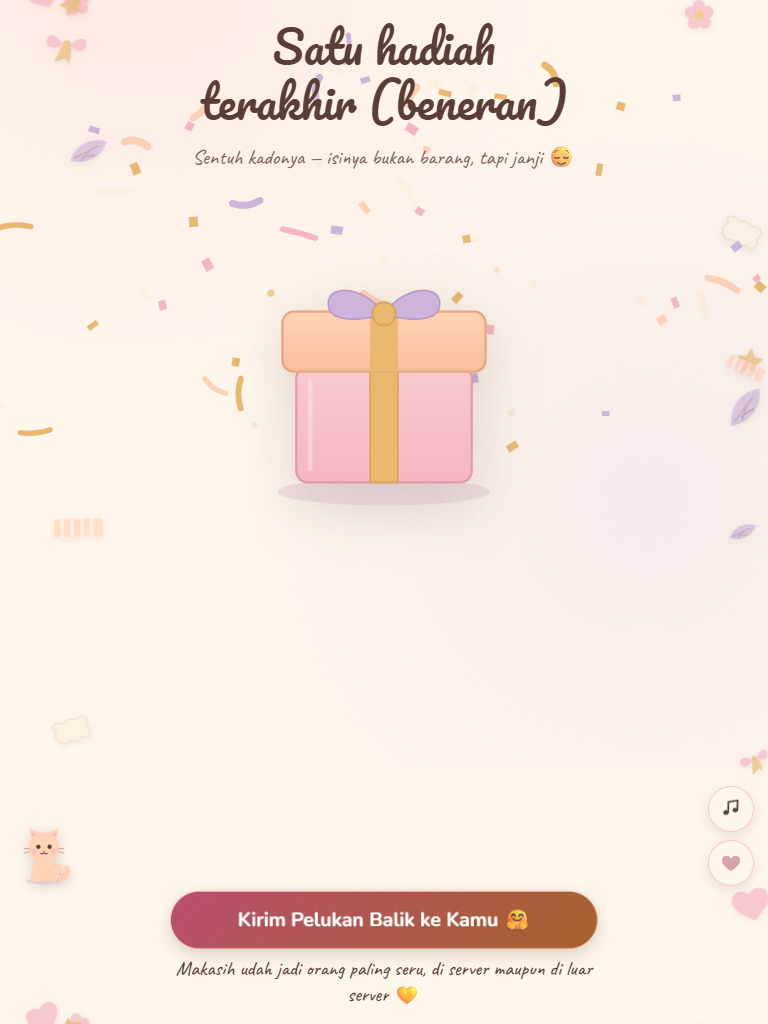 Satu hadiah
terakhir (beneran)
Sentuh kadonya — isinya bukan barang, tapi janji 😌
Kirim Pelukan Balik ke Kamu 🤗
Makasih udah jadi orang paling seru, di server maupun di luar
server 💛